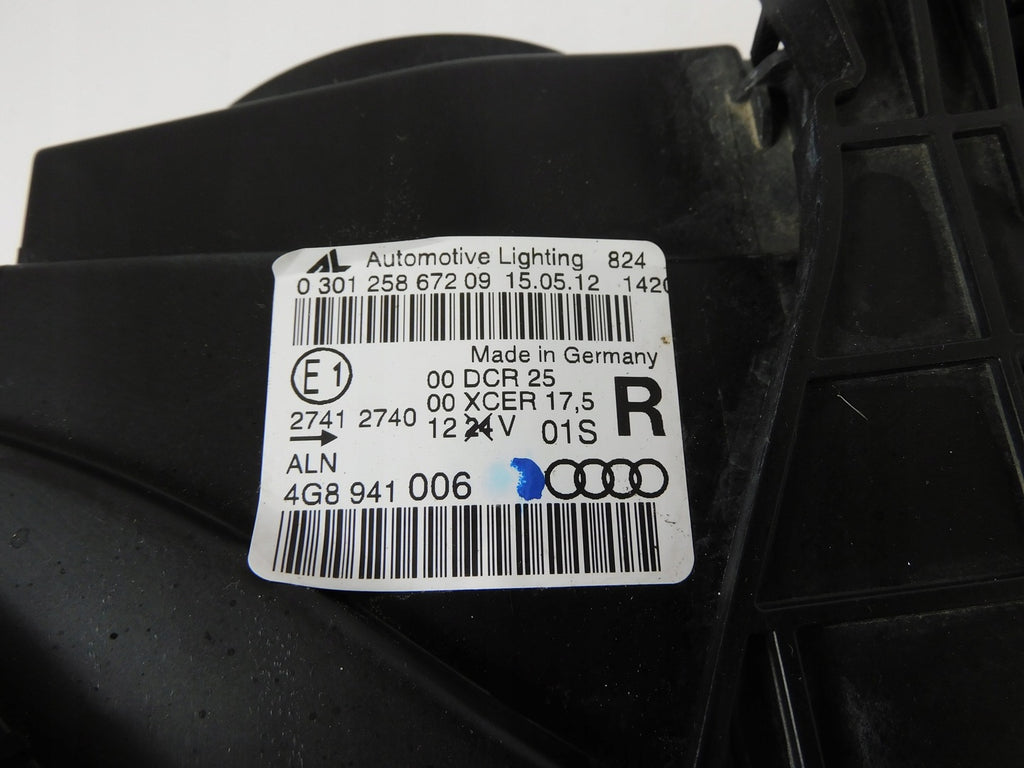 AL Automotive Lighting 824
0 301 258 672 09 15.05.12 1420
Made in Germany
E1
00 DCR 25
00 XCER 17,5
R
2741 2740
12 24 V 01S
ALN
4G8 941 006